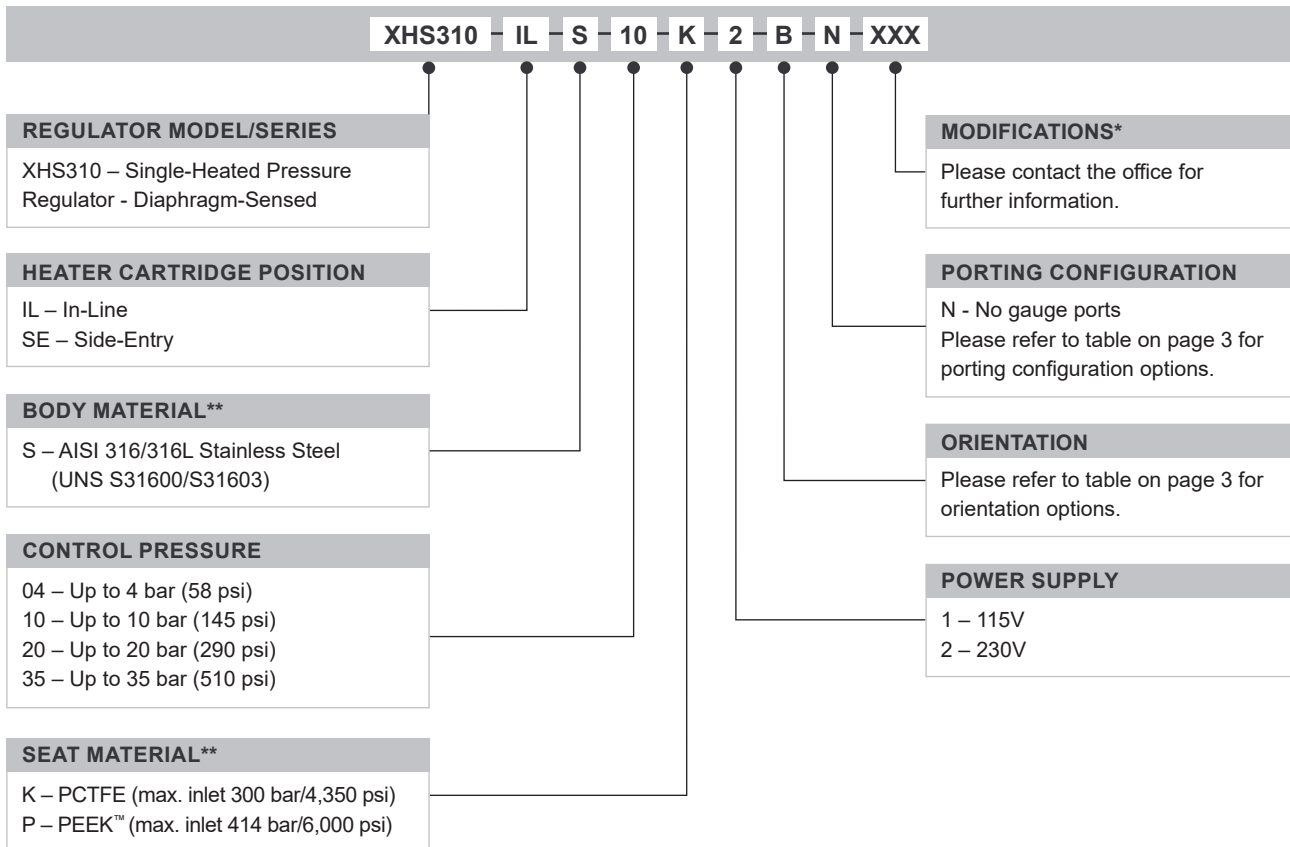 XHS310 - IL - S - 10 - K - 2 - B - N - XXX
REGULATOR MODEL/SERIES
XHS310 – Single-Heated Pressure
Regulator - Diaphragm-Sensed
HEATER CARTRIDGE POSITION
IL – In-Line
SE – Side-Entry
BODY MATERIAL**
S – AISI 316/316L Stainless Steel
(UNS S31600/S31603)
CONTROL PRESSURE
04 – Up to 4 bar (58 psi)
10 – Up to 10 bar (145 psi)
20 – Up to 20 bar (290 psi)
35 – Up to 35 bar (510 psi)
SEAT MATERIAL**
K – PCTFE (max. inlet 300 bar/4,350 psi)
P – PEEK™ (max. inlet 414 bar/6,000 psi)
MODIFICATIONS*
Please contact the office for
further information.
PORTING CONFIGURATION
N - No gauge ports
Please refer to table on page 3 for
porting configuration options.
ORIENTATION
Please refer to table on page 3 for
orientation options.
POWER SUPPLY
1 – 115V
2 – 230V